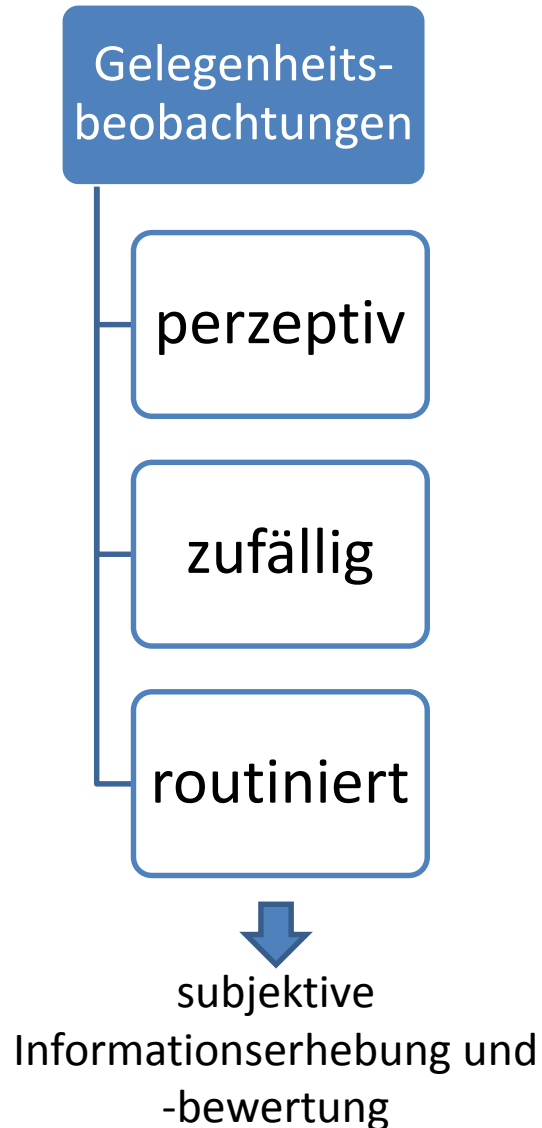 Gelegenheits-
beobachtungen
perzeptiv
zufällig
routiniert
subjektive
Informationserhebung und
-bewertung